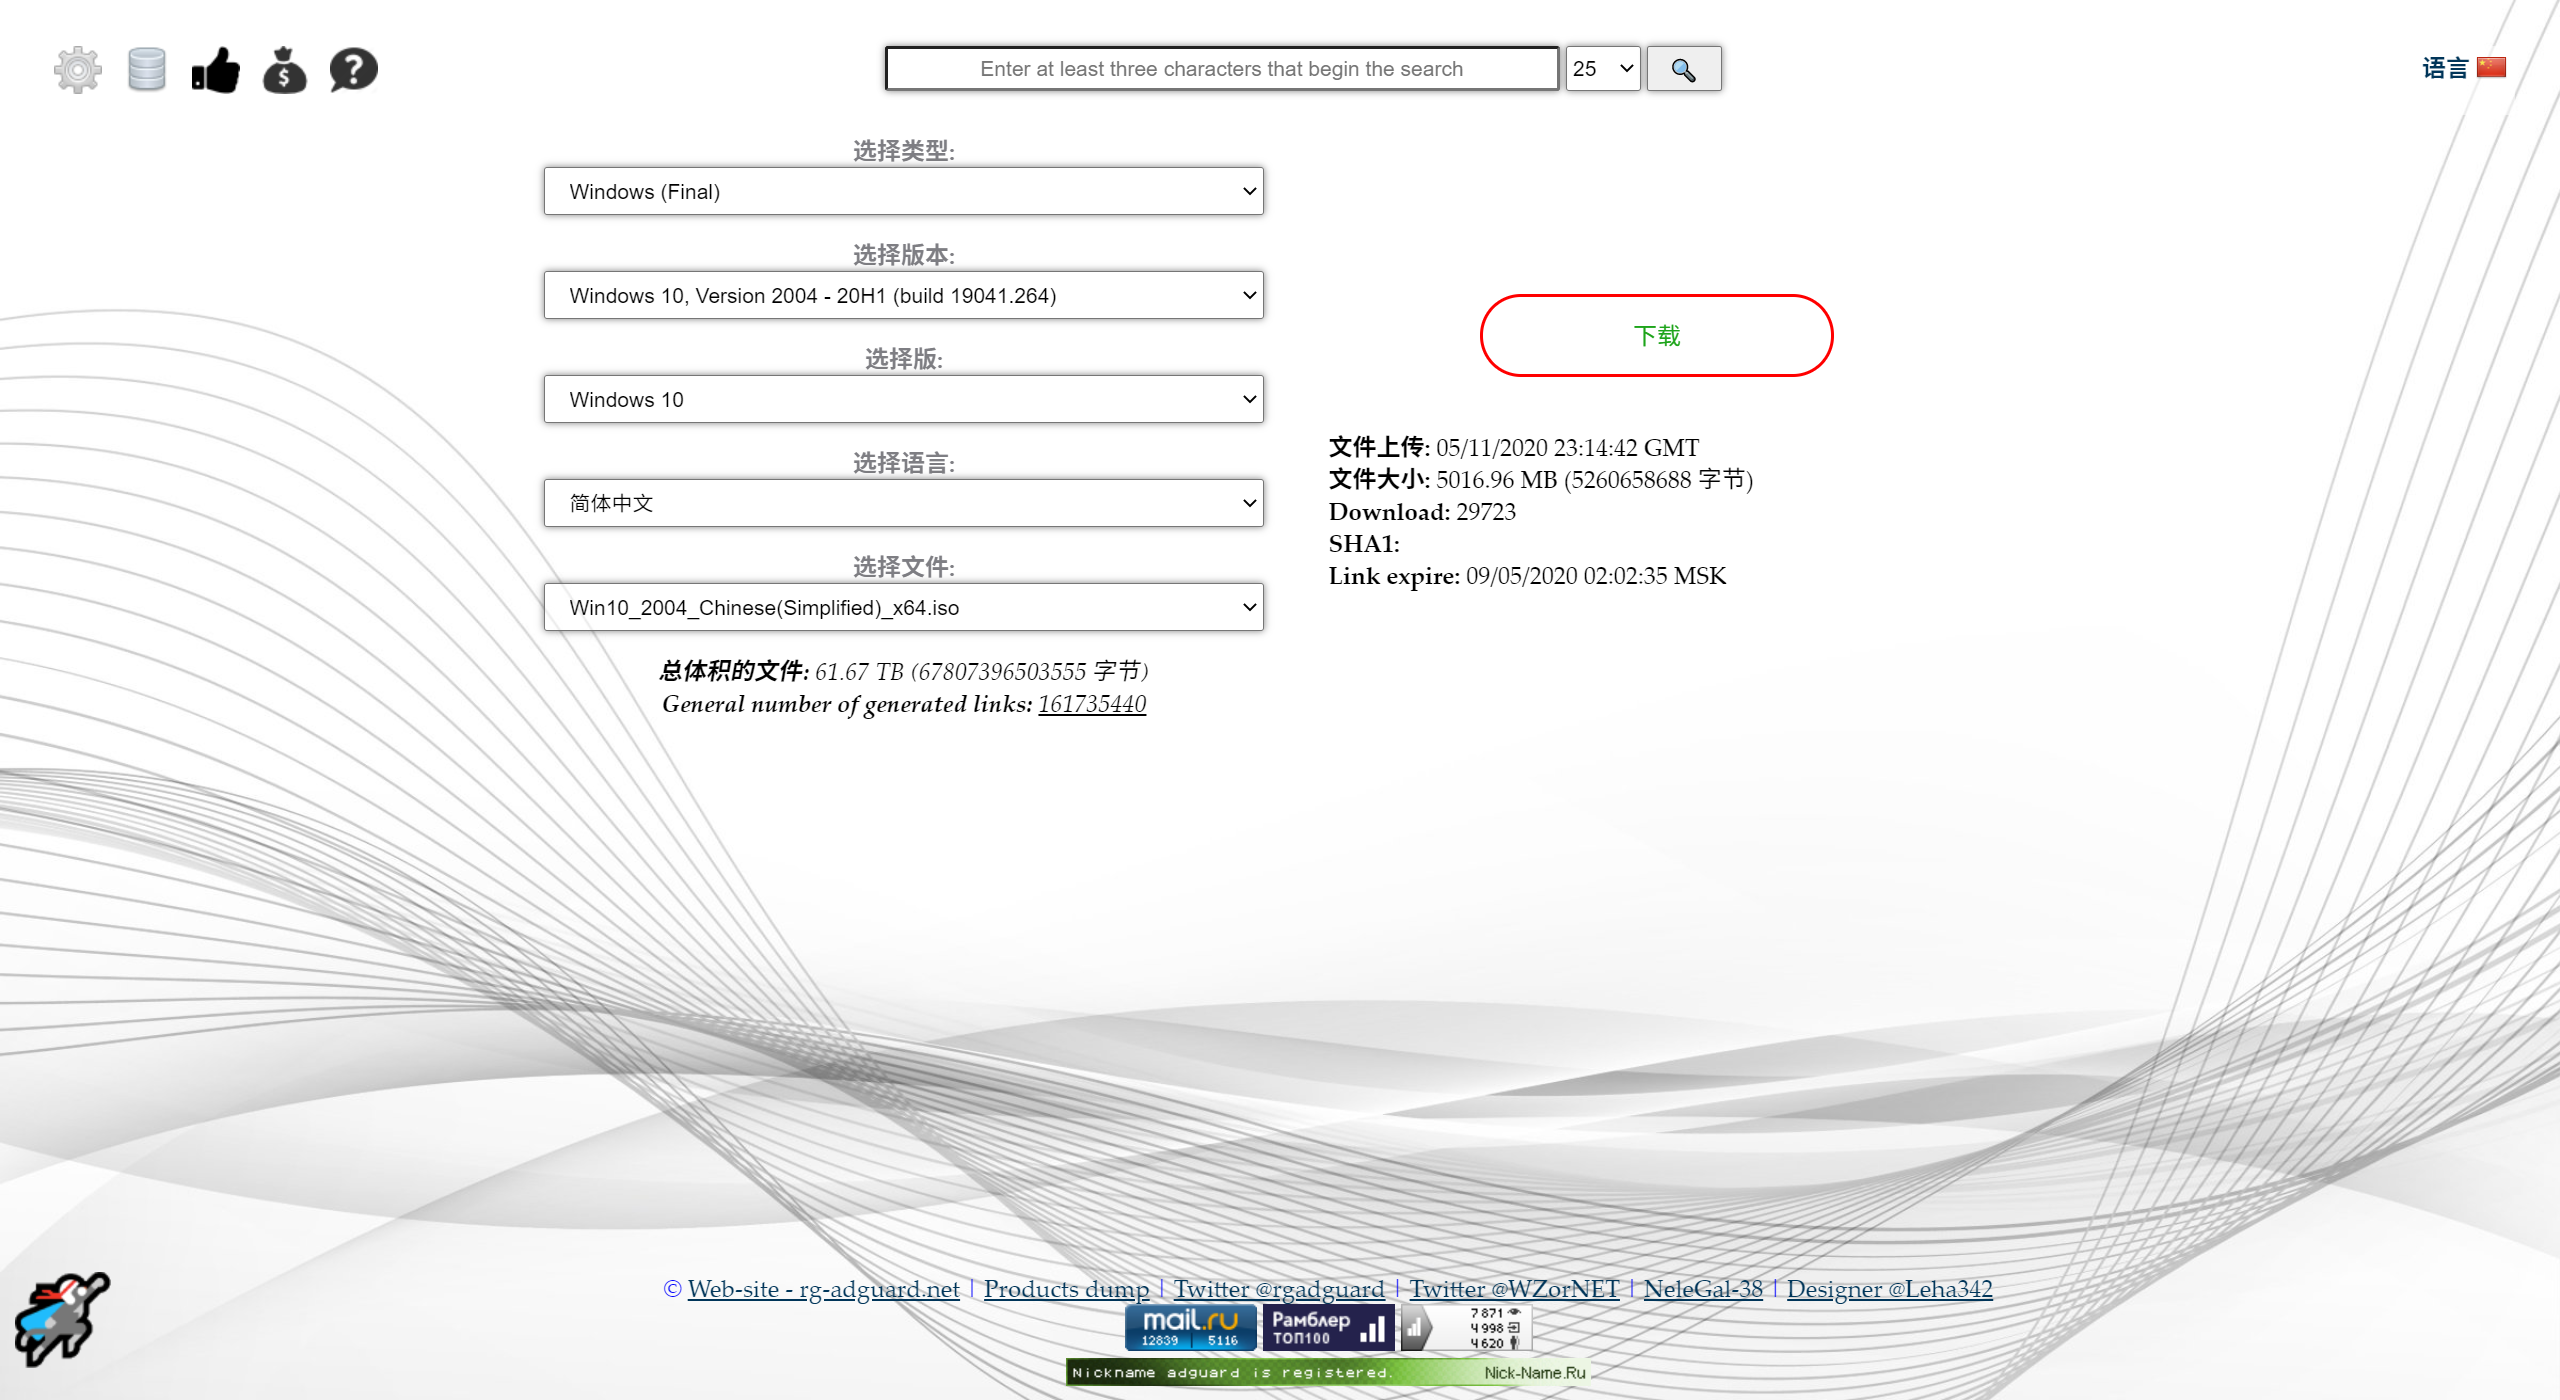 Enter at least three characters that begin the search
25
语言
选择类型:
Windows (Final)
选择版本:
Windows 10, Version 2004 - 20H1 (build 19041.264)
选择版:
Windows 10
选择语言:
简体中文
选择文件:
Win10_2004_Chinese(Simplified)_x64.iso
总体积的文件: 61.67 TB (67807396503555 字节)
General number of generated links: 161735440
下载
文件上传: 05/11/2020 23:14:42 GMT
文件大小: 5016.96 MB (5260658688 字节)
Download: 29723
SHA1:
Link expire: 09/05/2020 02:02:35 MSK
© Web-site - rg-adguard.net | Products dump | Twitter @rgadguard | Twitter @WZorNET | NeleGal-38 | Designer @Leha342
mail.ru
12839 5116
Рамблер
ТОП100
7871
4998
4620
Nickname adguard is registered. Nick-Name.Ru